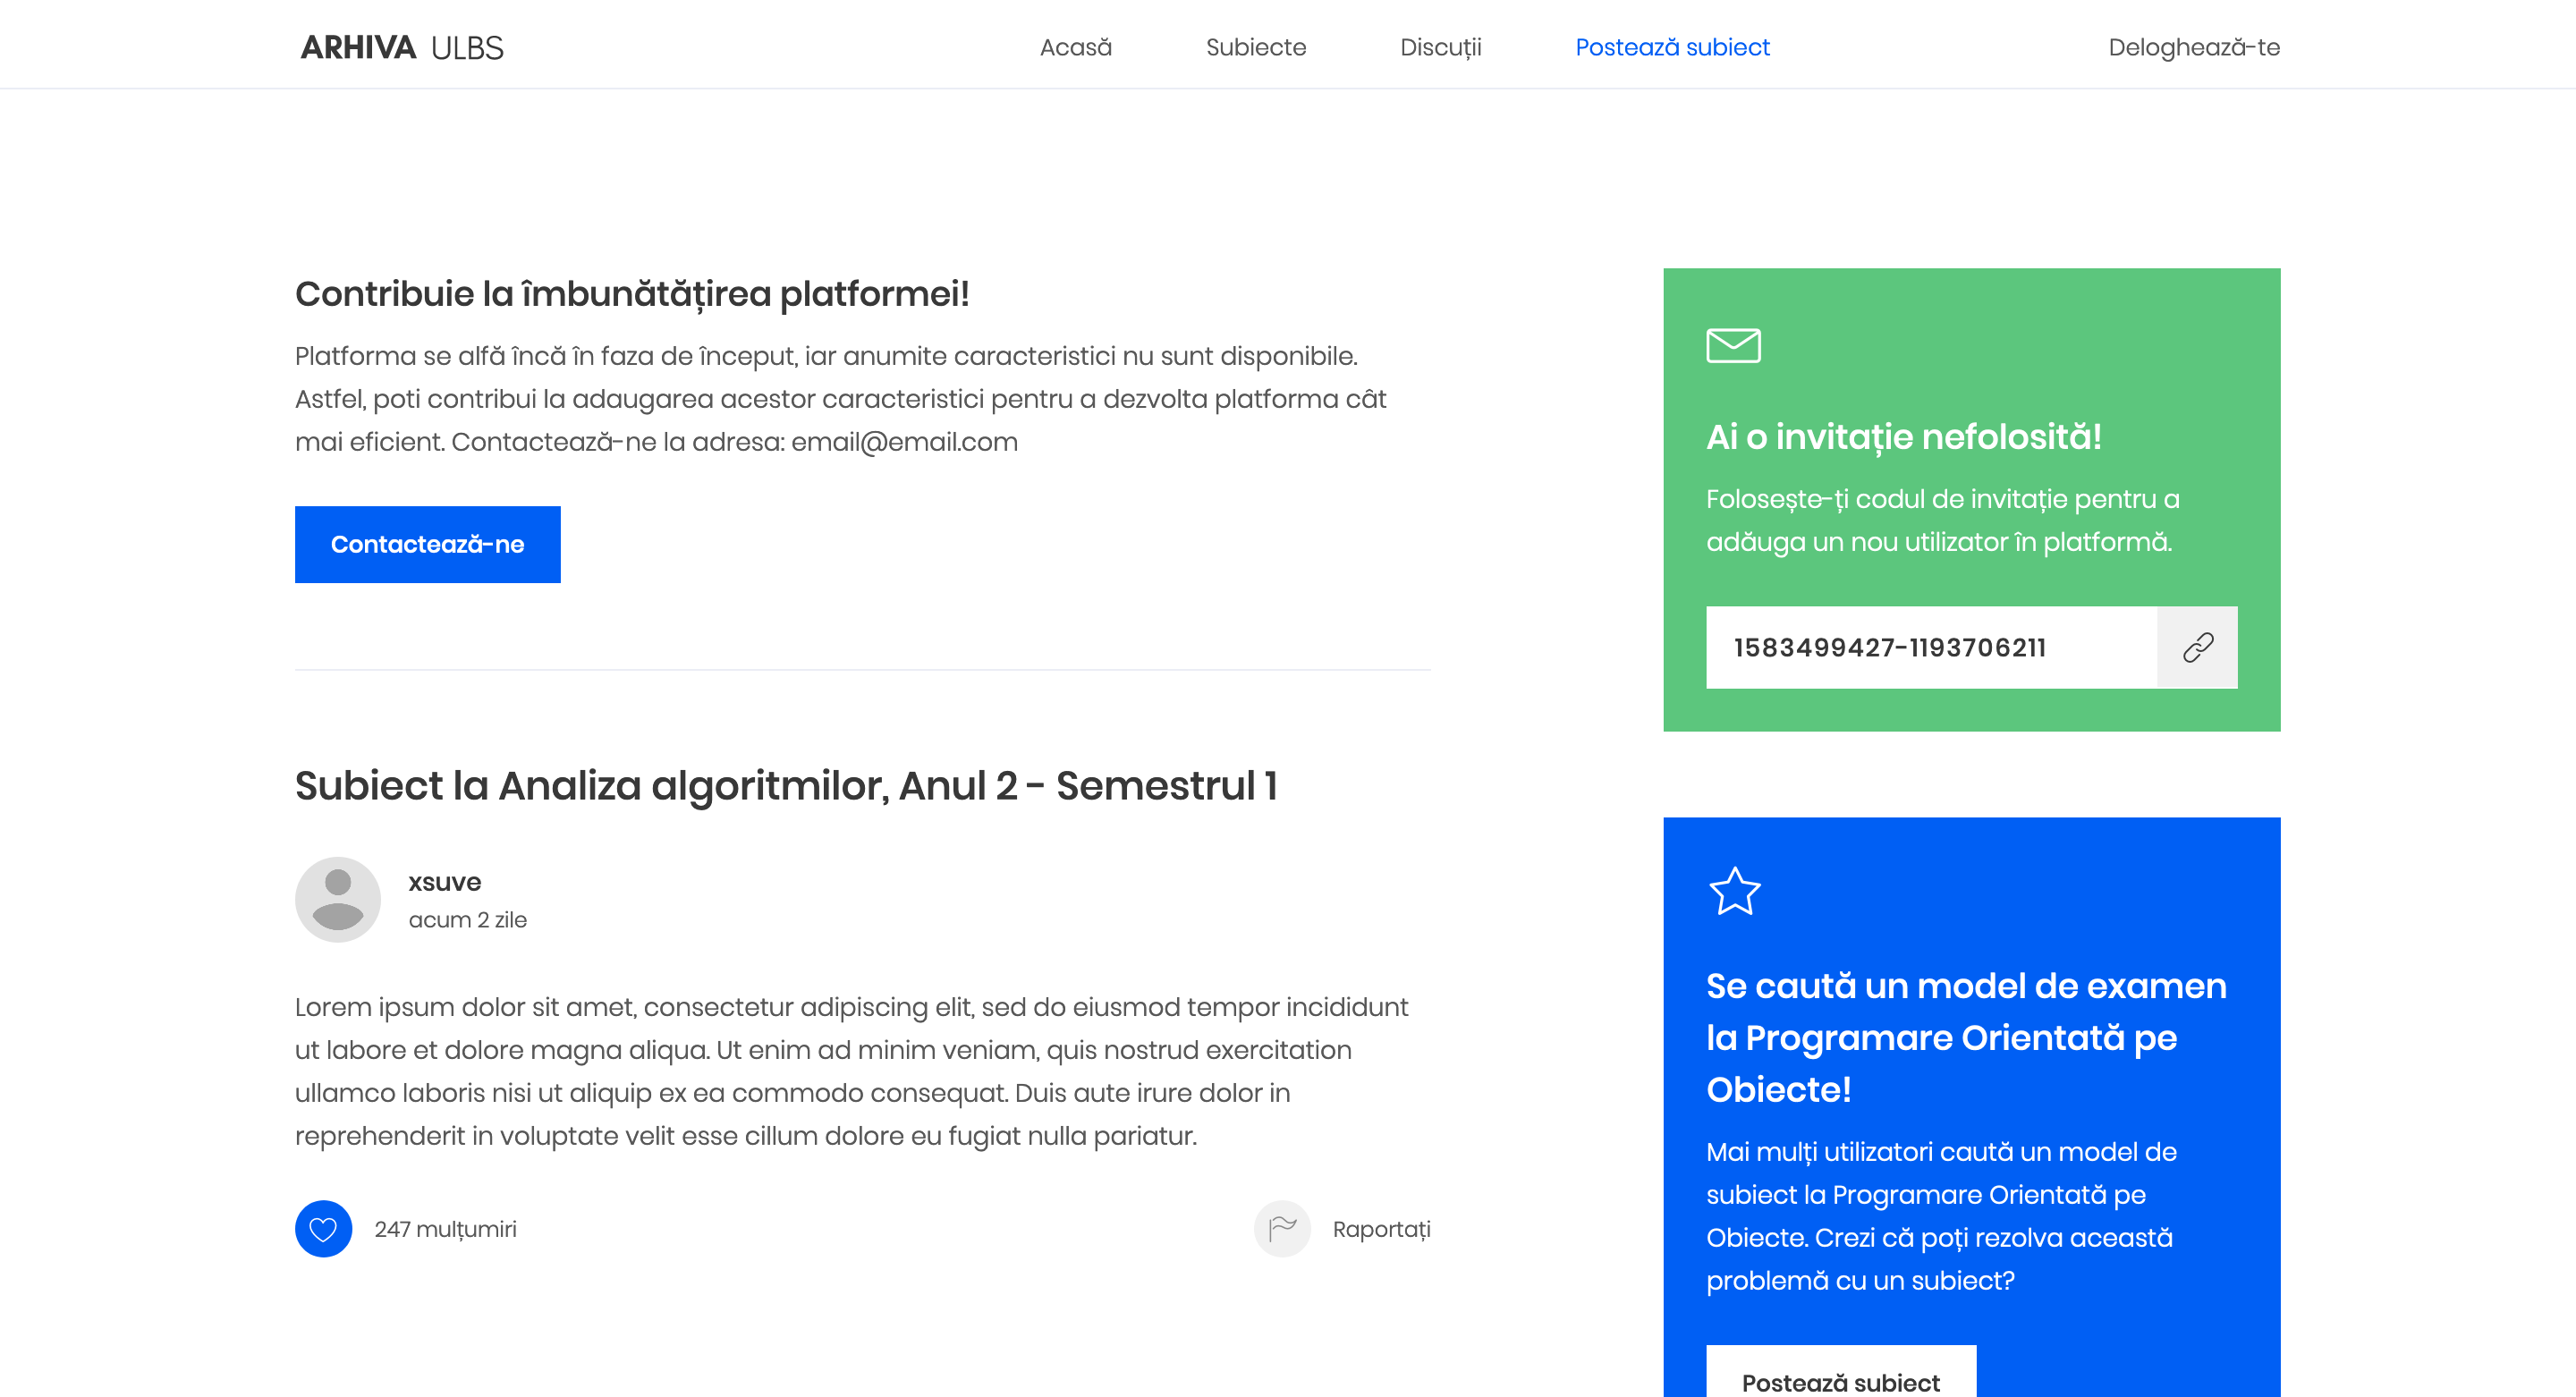 ARHIVA ULBS
Acasă
Subiecte
Discuții
Postează subiect
Deloghează-te
Contribuie la îmbunătățirea platformei!
Platforma se alfă încă în faza de început, iar anumite caracteristici nu sunt disponibile.
Astfel, poti contribui la adaugarea acestor caracteristici pentru a dezvolta platforma cât
mai eficient. Contactează-ne la adresa: email@email.com
Contactează-ne
Subiect la Analiza algoritmilor, Anul 2 - Semestrul 1
xsuve
acum 2 zile
Lorem ipsum dolor sit amet, consectetur adipiscing elit, sed do eiusmod tempor incididunt
ut labore et dolore magna aliqua. Ut enim ad minim veniam, quis nostrud exercitation
ullamco laboris nisi ut aliquip ex ea commodo consequat. Duis aute irure dolor in
reprehenderit in voluptate velit esse cillum dolore eu fugiat nulla pariatur.
247 mulțumiri
Raportați
Ai o invitație nefolosită!
Folosește-ți codul de invitație pentru a
adăuga un nou utilizator în platformă.
1583499427-1193706211
Se caută un model de examen
la Programare Orientată pe
Obiecte!
Mai mulți utilizatori caută un model de
subiect la Programare Orientată pe
Obiecte. Crezi că poți rezolva această
problemă cu un subiect?
Postează subiect